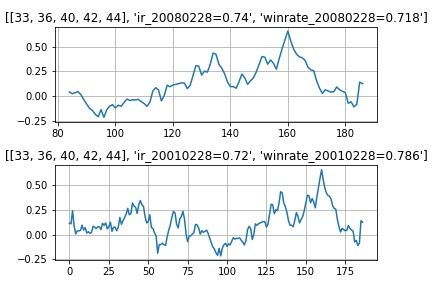 [[33, 36, 40, 42, 44], 'ir_20080228=0.74', 'winrate_20080228=0.718']
0.50
0.25
0.00
−0.25
80 100 120 140 160 180
[[33, 36, 40, 42, 44], 'ir_20010228=0.72', 'winrate_20010228=0.786']
0.50
0.25
0.00
−0.25
0 25 50 75 100 125 150 175